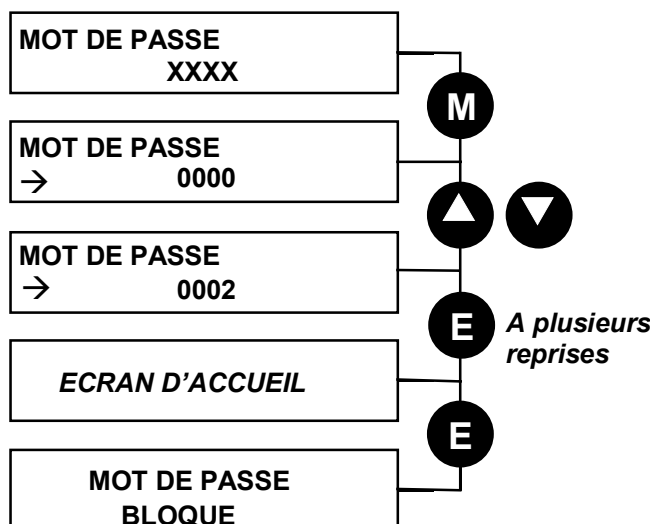 MOT DE PASSE
XXXX
M
MOT DE PASSE
→ 0000
MOT DE PASSE
→ 0002
E
A plusieurs
reprises
ECRAN D’ACCUEIL
E
MOT DE PASSE
BLOQUE